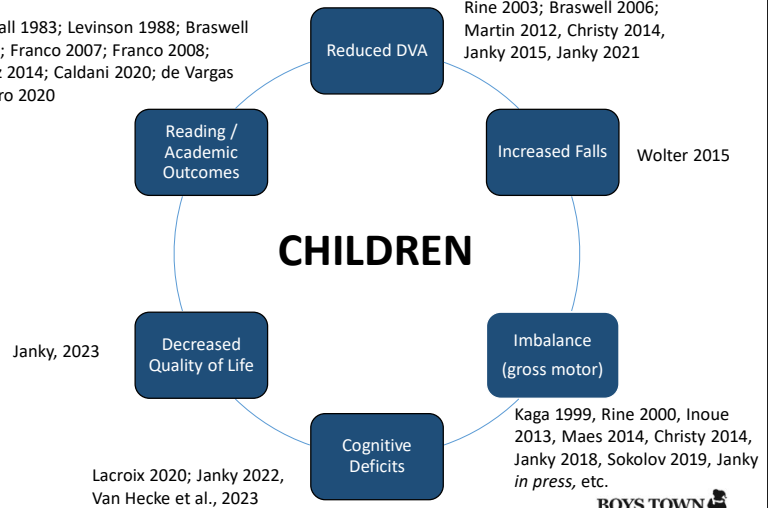 Rine 2003; Braswell 2006;
Martin 2012, Christy 2014,
Janky 2015, Janky 2021
1983; Levinson 1988; Braswell
; Franco 2007; Franco 2008;
2014; Caldani 2020; de Vargas
2020
Reduced DVA
Reading /
Academic
Outcomes
Increased Falls
Wolter 2015
CHILDREN
Janky, 2023
Decreased
Quality of Life
Imbalance
(gross motor)
Kaga 1999, Rine 2000, Inoue
2013, Maes 2014, Christy 2014,
Janky 2018, Sokolov 2019, Janky
in press, etc.
Cognitive
Deficits
Lacroix 2020; Janky 2022,
Van Hecke et al., 2023
BOYS TOWN